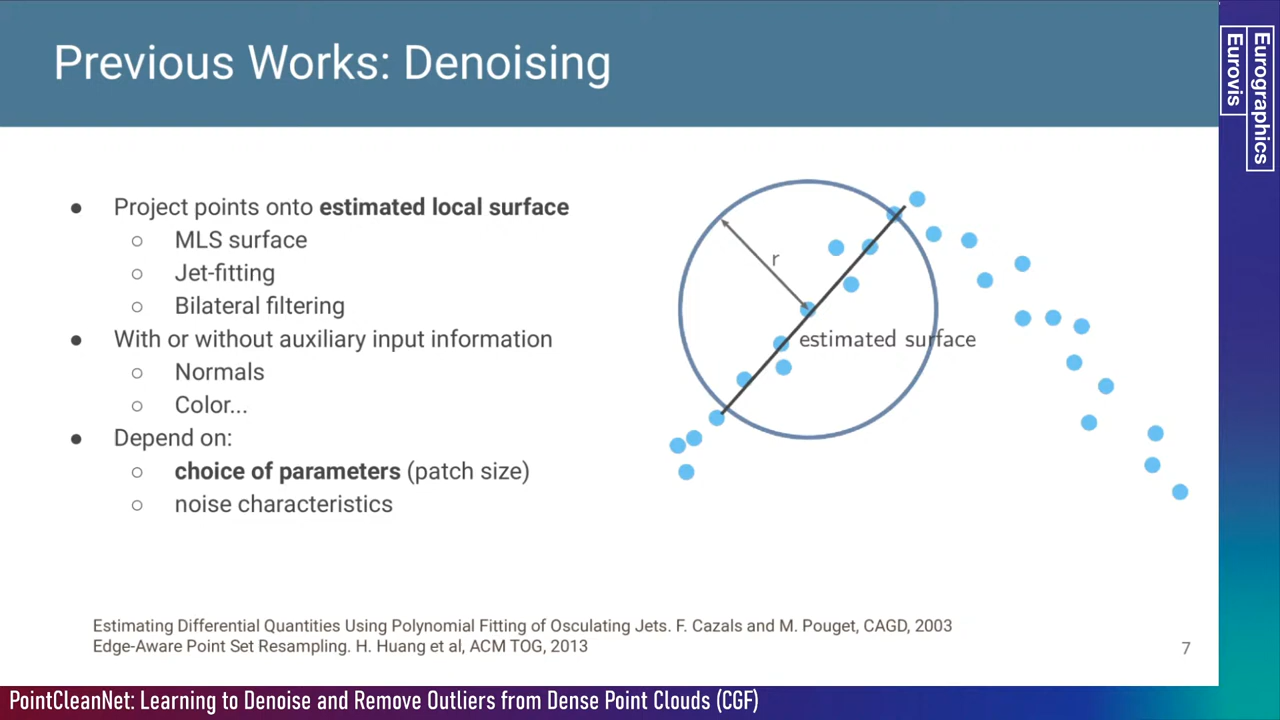 Previous Works: Denoising
Eurographics
Eurovis
● Project points onto estimated local surface
○ MLS surface
○ Jet-fitting
○ Bilateral filtering
● With or without auxiliary input information
○ Normals
○ Color...
● Depend on:
○ choice of parameters (patch size)
○ noise characteristics
r
estimated surface
Estimating Differential Quantities Using Polynomial Fitting of Osculating Jets. F. Cazals and M. Pouget, CAGD, 2003
Edge-Aware Point Set Resampling. H. Huang et al, ACM TOG, 2013
7
PointCleanNet: Learning to Denoise and Remove Outliers from Dense Point Clouds (CGF)